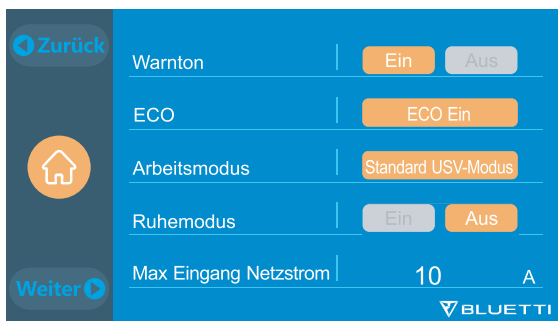 Zurück
Warnton Ein Aus
ECO ECO Ein
Arbeitsmodus Standard USV-Modus
Ruhemodus Ein Aus
Max Eingang Netzstrom 10 A
Weiter
BLUETTI